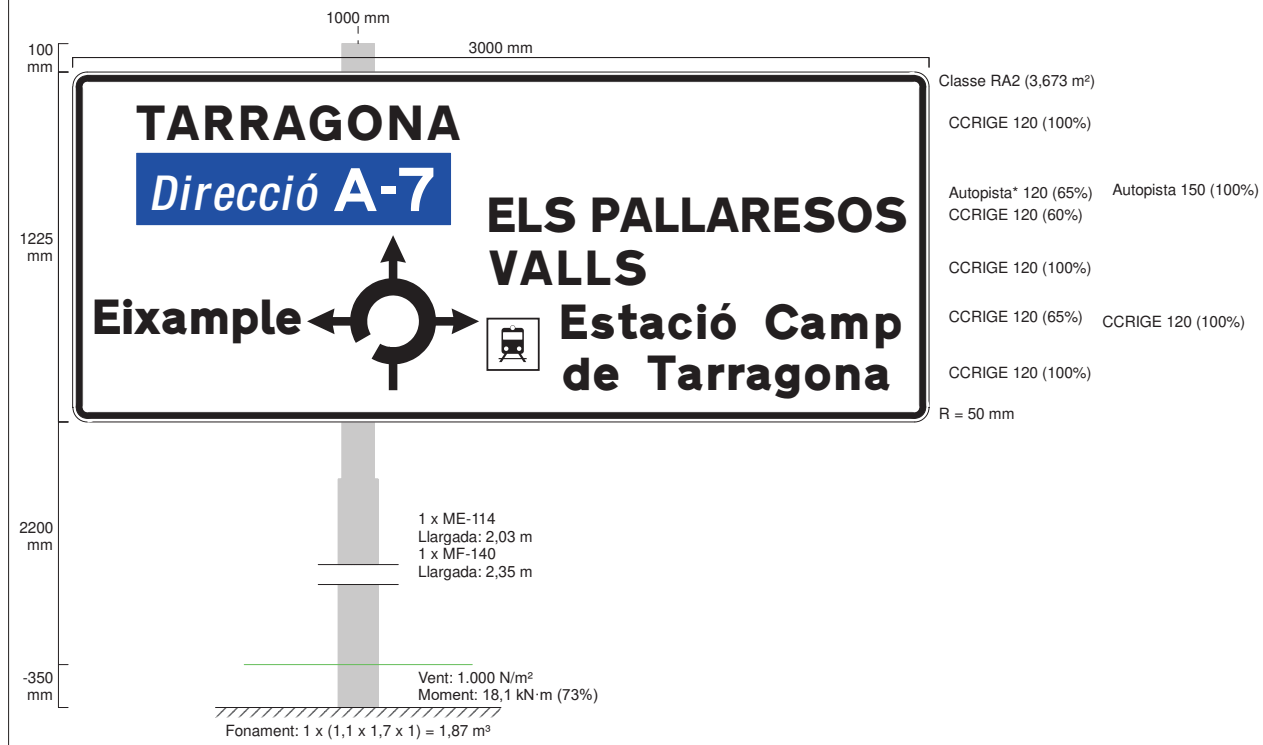 1000 mm
100
mm
3000 mm
Classe RA2 (3,673 m²)
TARRAGONA
CCRIGE 120 (100%)
Direcció A-7
Autopista* 120 (65%) Autopista 150 (100%)
CCRIGE 120 (60%)
ELS PALLARESOS
1225
mm
VALLS
CCRIGE 120 (100%)
Eixample
Estació Camp
CCRIGE 120 (65%) CCRIGE 120 (100%)
de Tarragona
CCRIGE 120 (100%)
R = 50 mm
2200
mm
1 x ME-114
Llargada: 2,03 m
1 x MF-140
Llargada: 2,35 m
-350
mm
Vent: 1.000 N/m²
Moment: 18,1 kN·m (73%)
Fonament: 1 x (1,1 x 1,7 x 1) = 1,87 m³